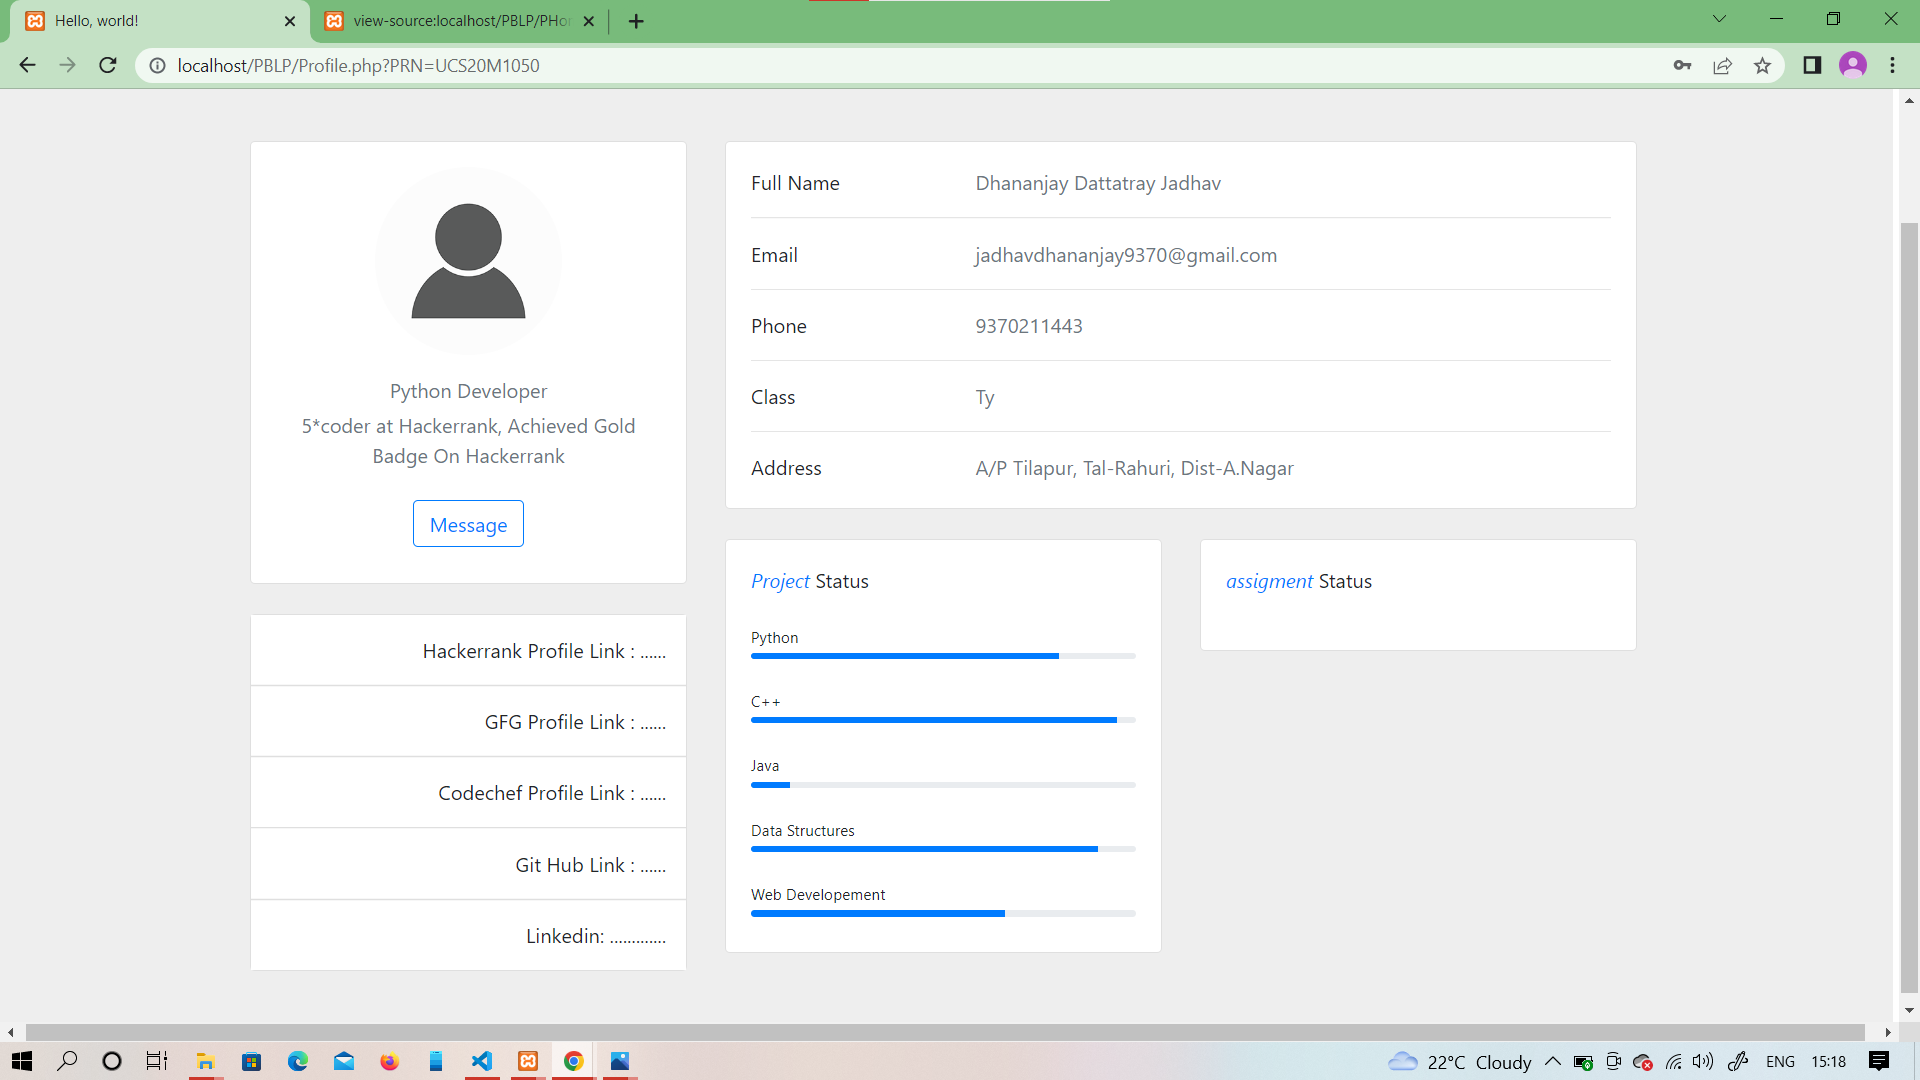 Hello, world!
view-source:localhost/PBLP/PHo
localhost/PBLP/Profile.php?PRN=UCS20M1050
Python Developer
5*coder at Hackerrank, Achieved Gold
Badge On Hackerrank
Message
Full Name Dhananjay Dattatray Jadhav
Email jadhavdhananjay9370@gmail.com
Phone 9370211443
Class Ty
Address A/P Tilapur, Tal-Rahuri, Dist-A.Nagar
Hackerrank Profile Link : ......
GFG Profile Link : ......
Codechef Profile Link : ......
Git Hub Link : ......
Linkedin: .............
Project Status
Python
C++
Java
Data Structures
Web Developement
assigment Status
22°C Cloudy
ENG
15:18